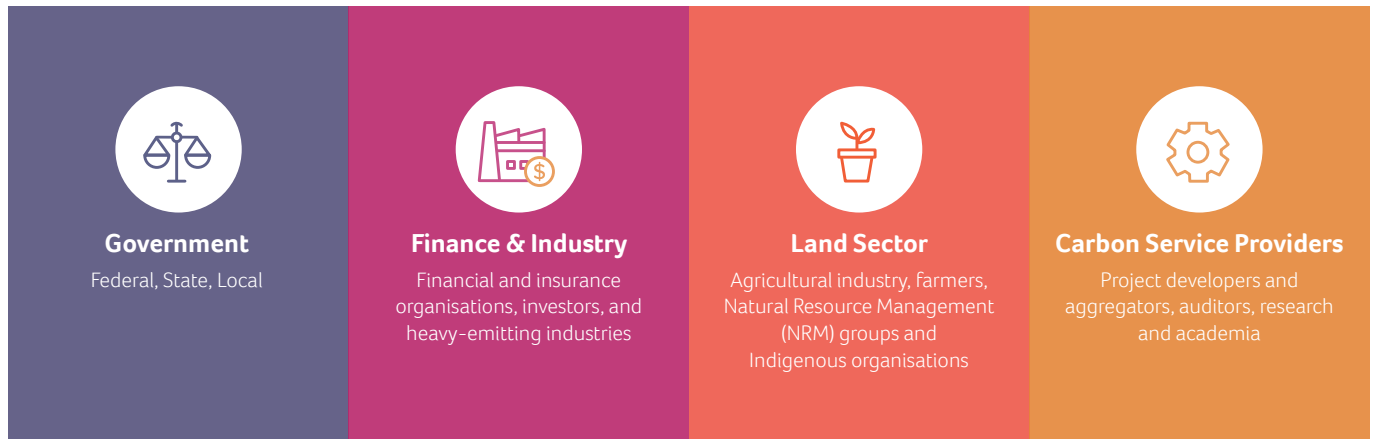 Government
Federal, State, Local
Finance & Industry
Financial and insurance
organisations, investors, and
heavy-emitting industries
Land Sector
Agricultural industry, farmers,
Natural Resource Management
(NRM) groups and
Indigenous organisations
Carbon Service Providers
Project developers and
aggregators, auditors, research
and academia
$